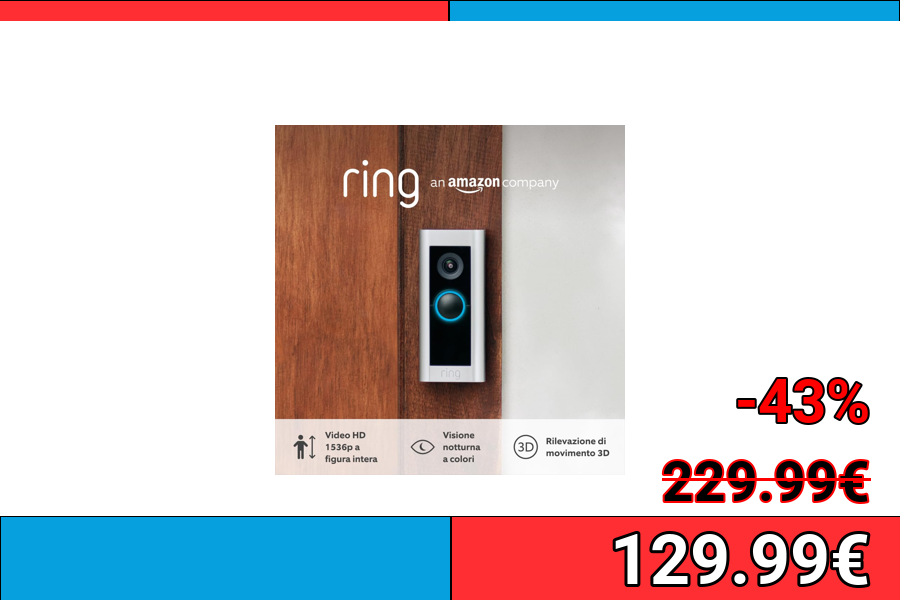 ring an amazon company
ring
Video HD
1536p a
figura intera
Visione
notturna
a colori
3D
Rilevazione di
movimento 3D
-43%
229.99€
129.99€